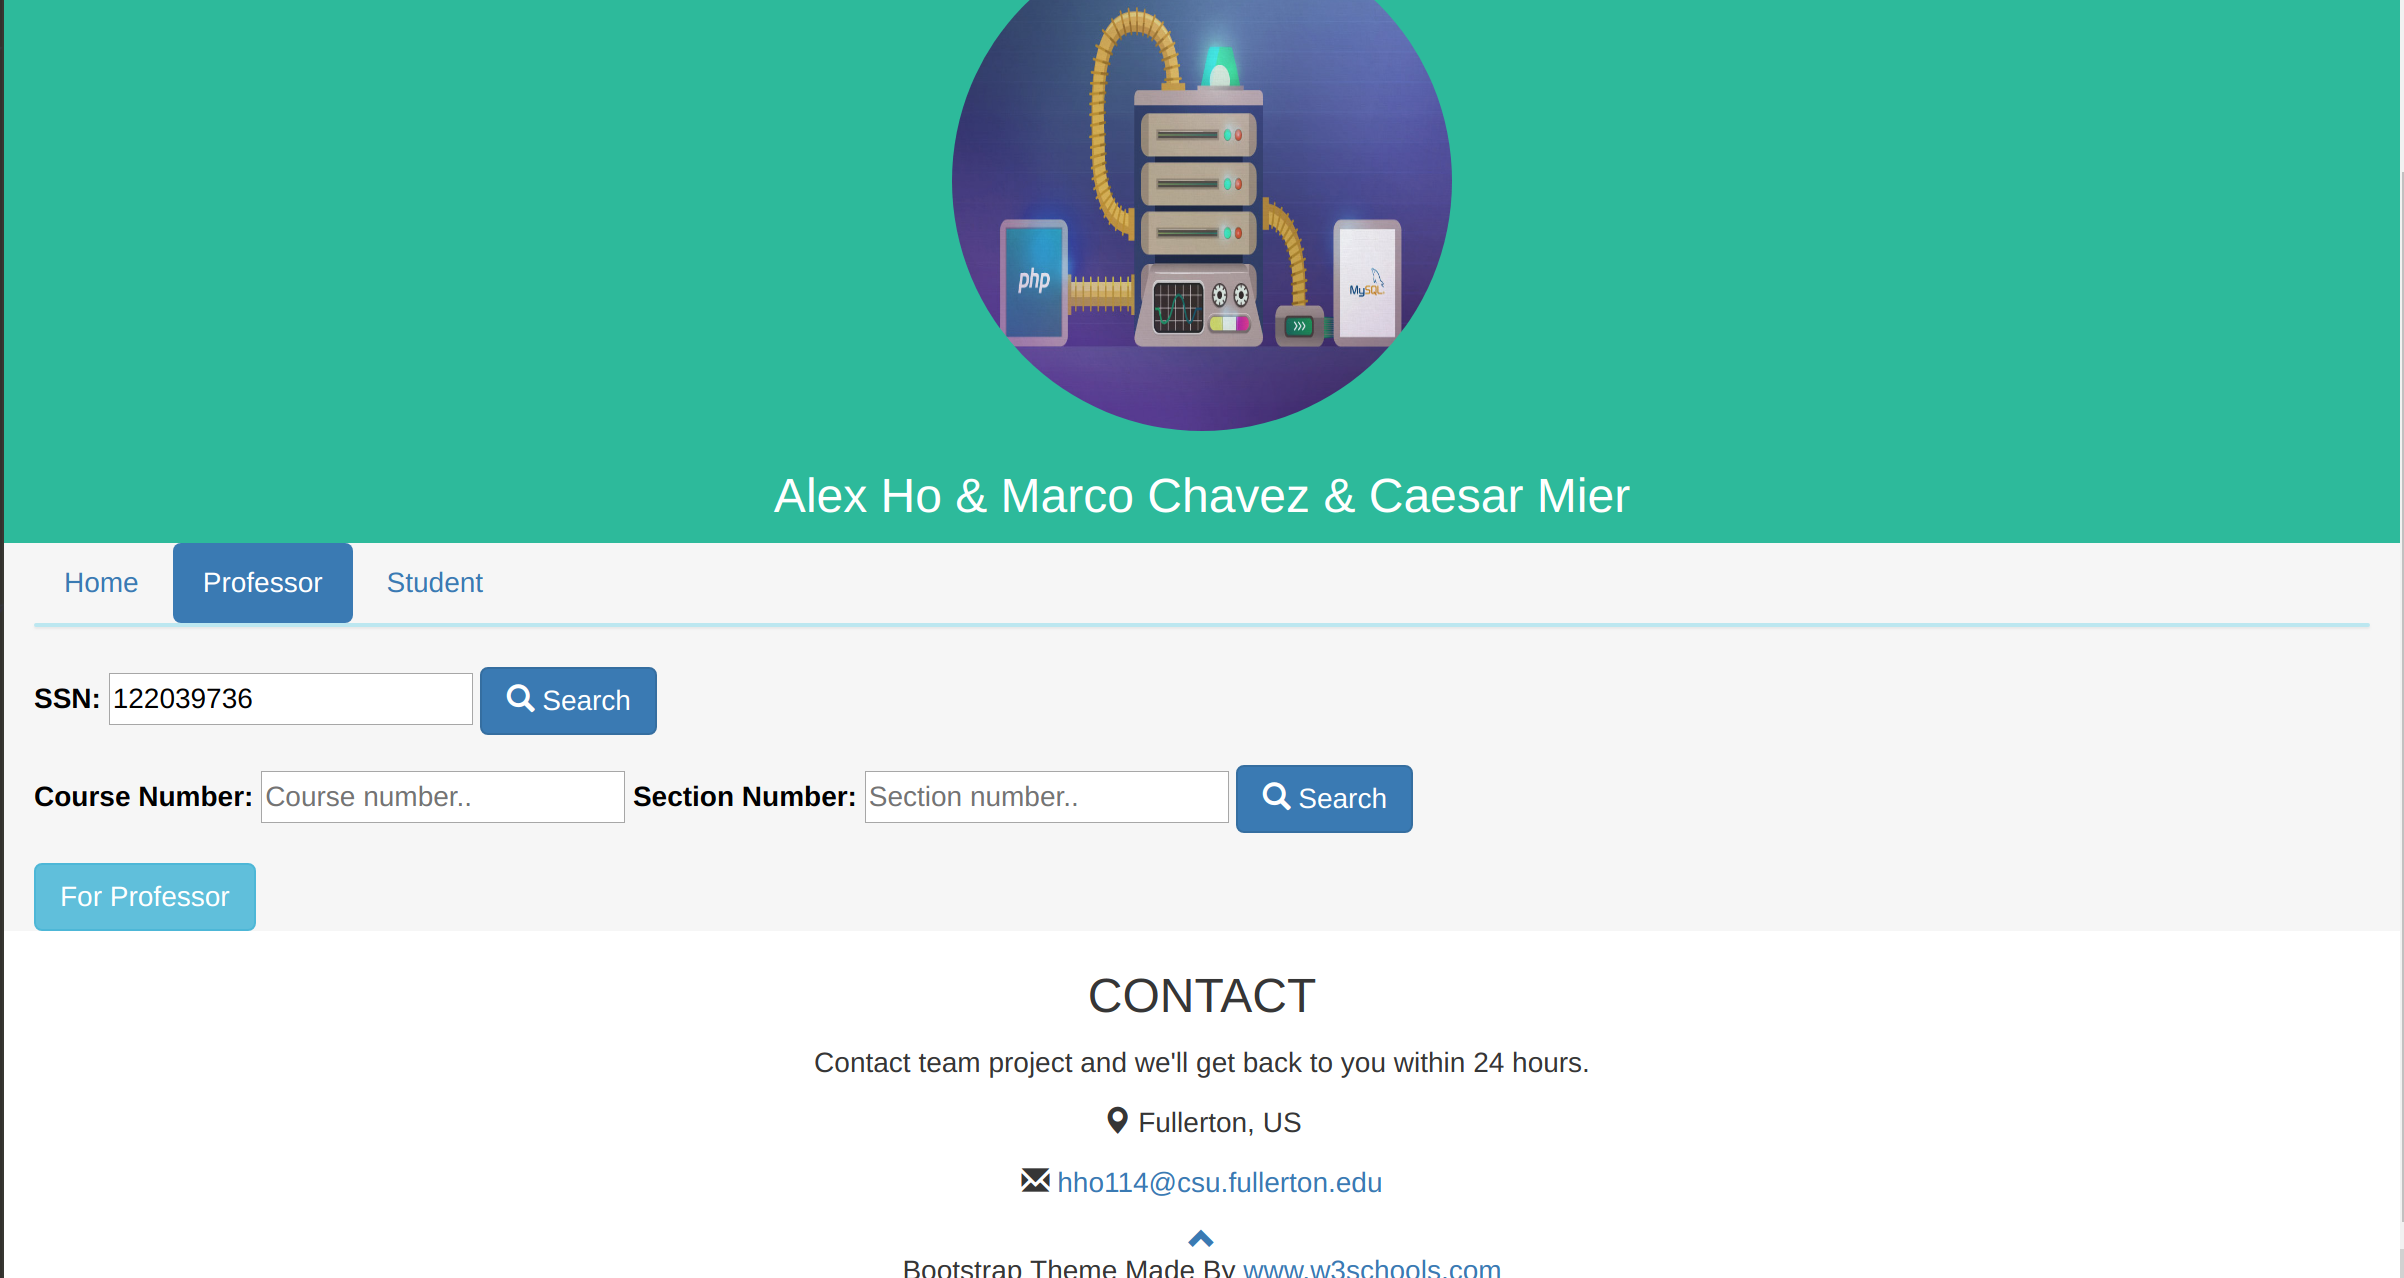 php
MySQL
Alex Ho & Marco Chavez & Caesar Mier
Home Professor Student
SSN: 122039736 Search
Course Number: Course number.. Section Number: Section number.. Search
For Professor
CONTACT
Contact team project and we'll get back to you within 24 hours.
Fullerton, US
hho114@csu.fullerton.edu
Bootstrap Theme Made By www.w3schools.com